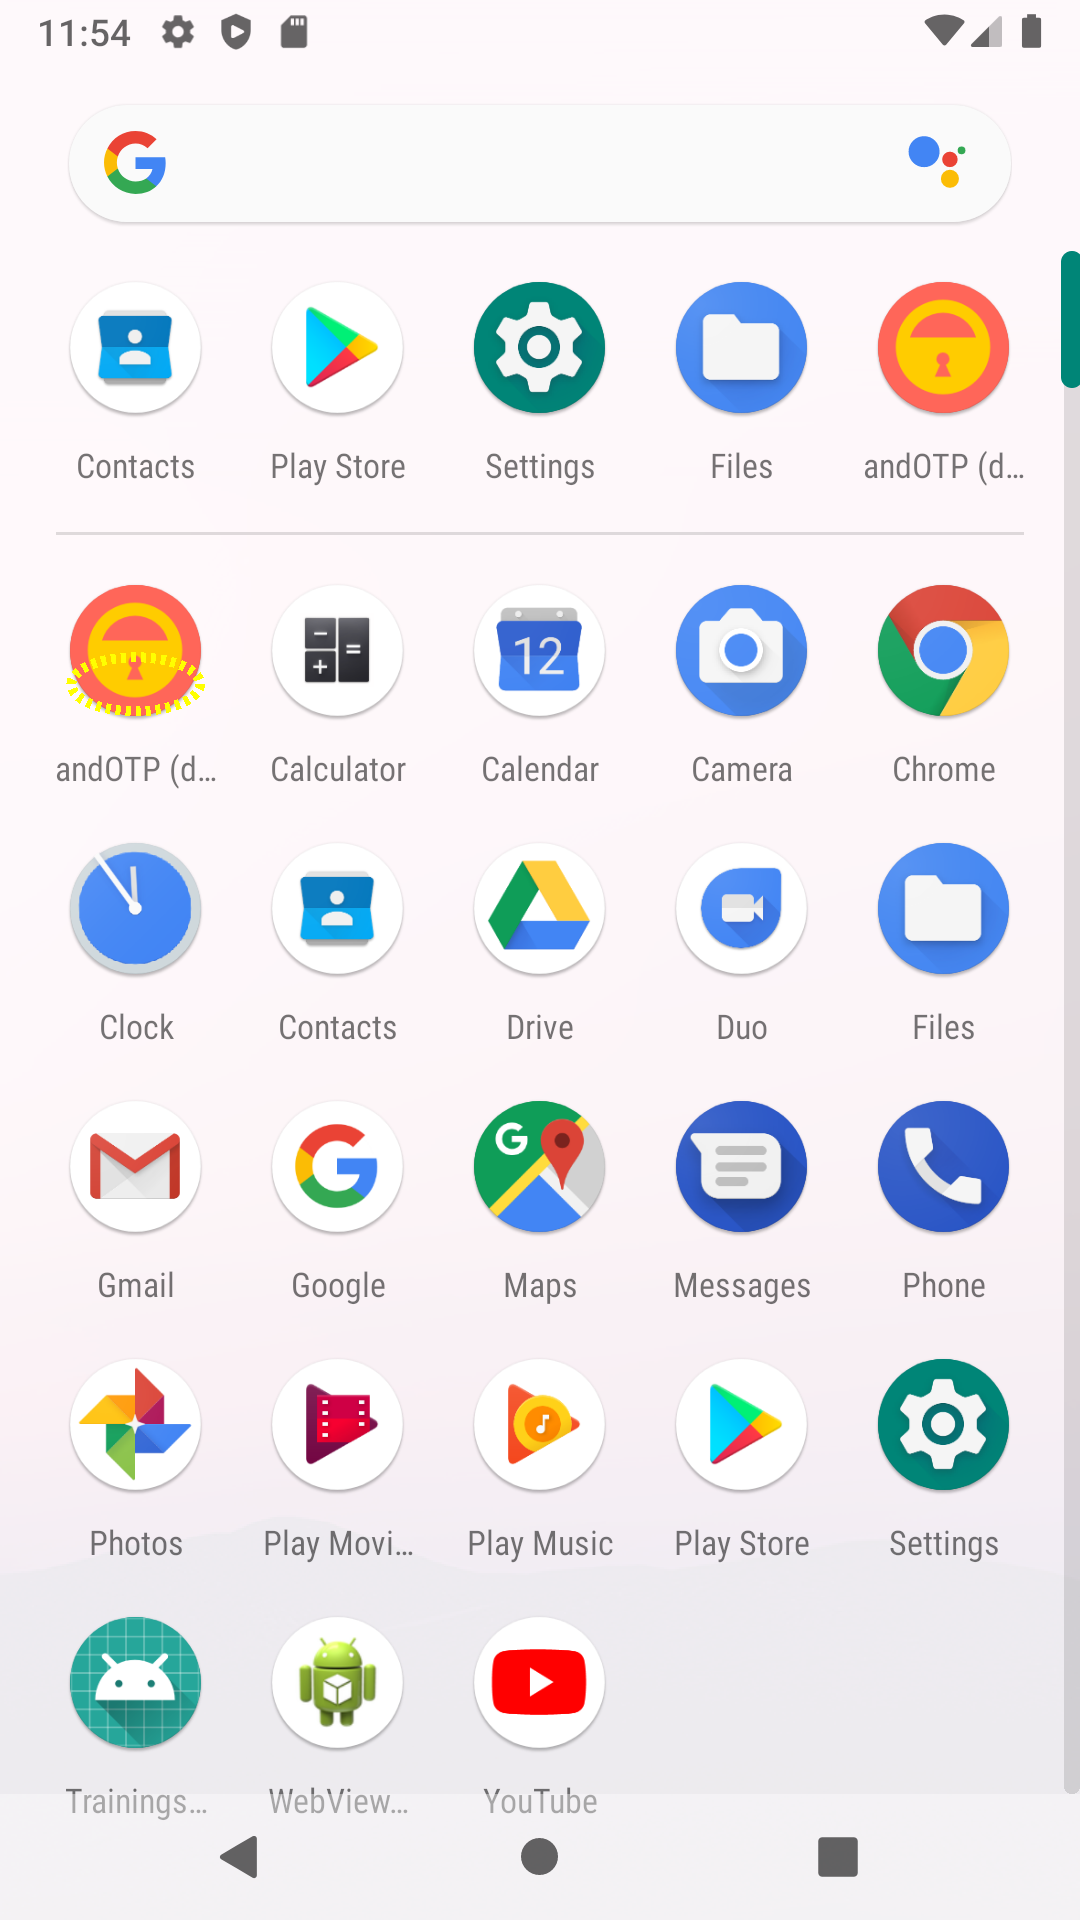 11:54
Contacts Play Store Settings Files andOTP (d...
andOTP (d... Calculator Calendar Camera Chrome
12
Clock Contacts Drive Duo Files
Gmail Google Maps Messages Phone
Photos Play Movi... Play Music Play Store Settings
Trainings... WebView... YouTube